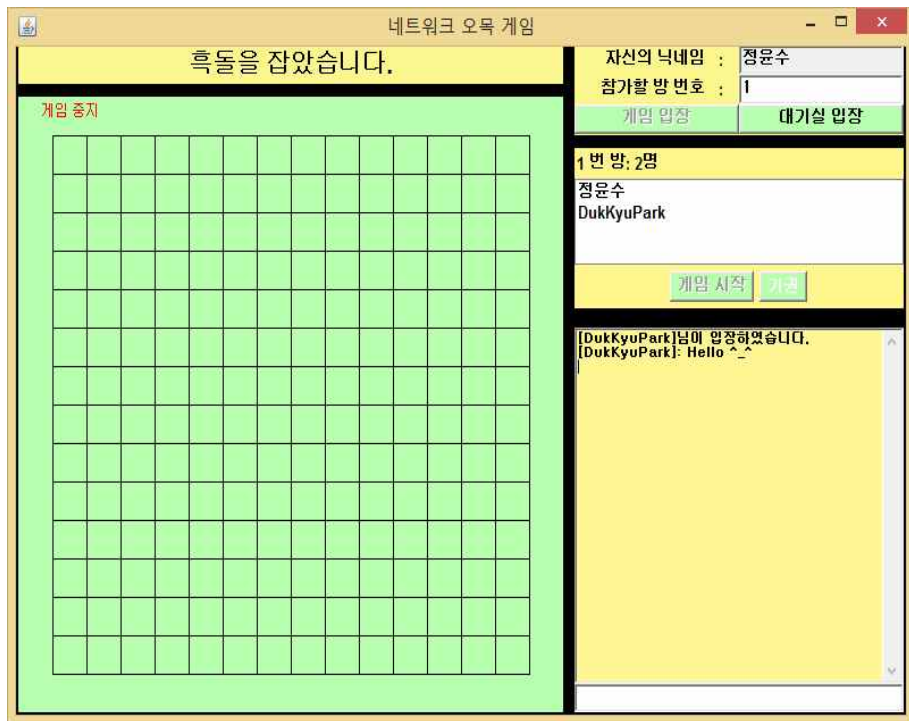 네트워크 오목 게임
흑돌을 잡았습니다.
게임 중지
자신의 닉네임 : 정윤수
참가할 방 번호 : 1
게임 입장 대기실 입장
1 번 방: 2명
정윤수
DukKyuPark
게임 시작 기권
[DukKyuPark]님이 입장하였습니다.
[DukKyuPark]: Hello ^_^